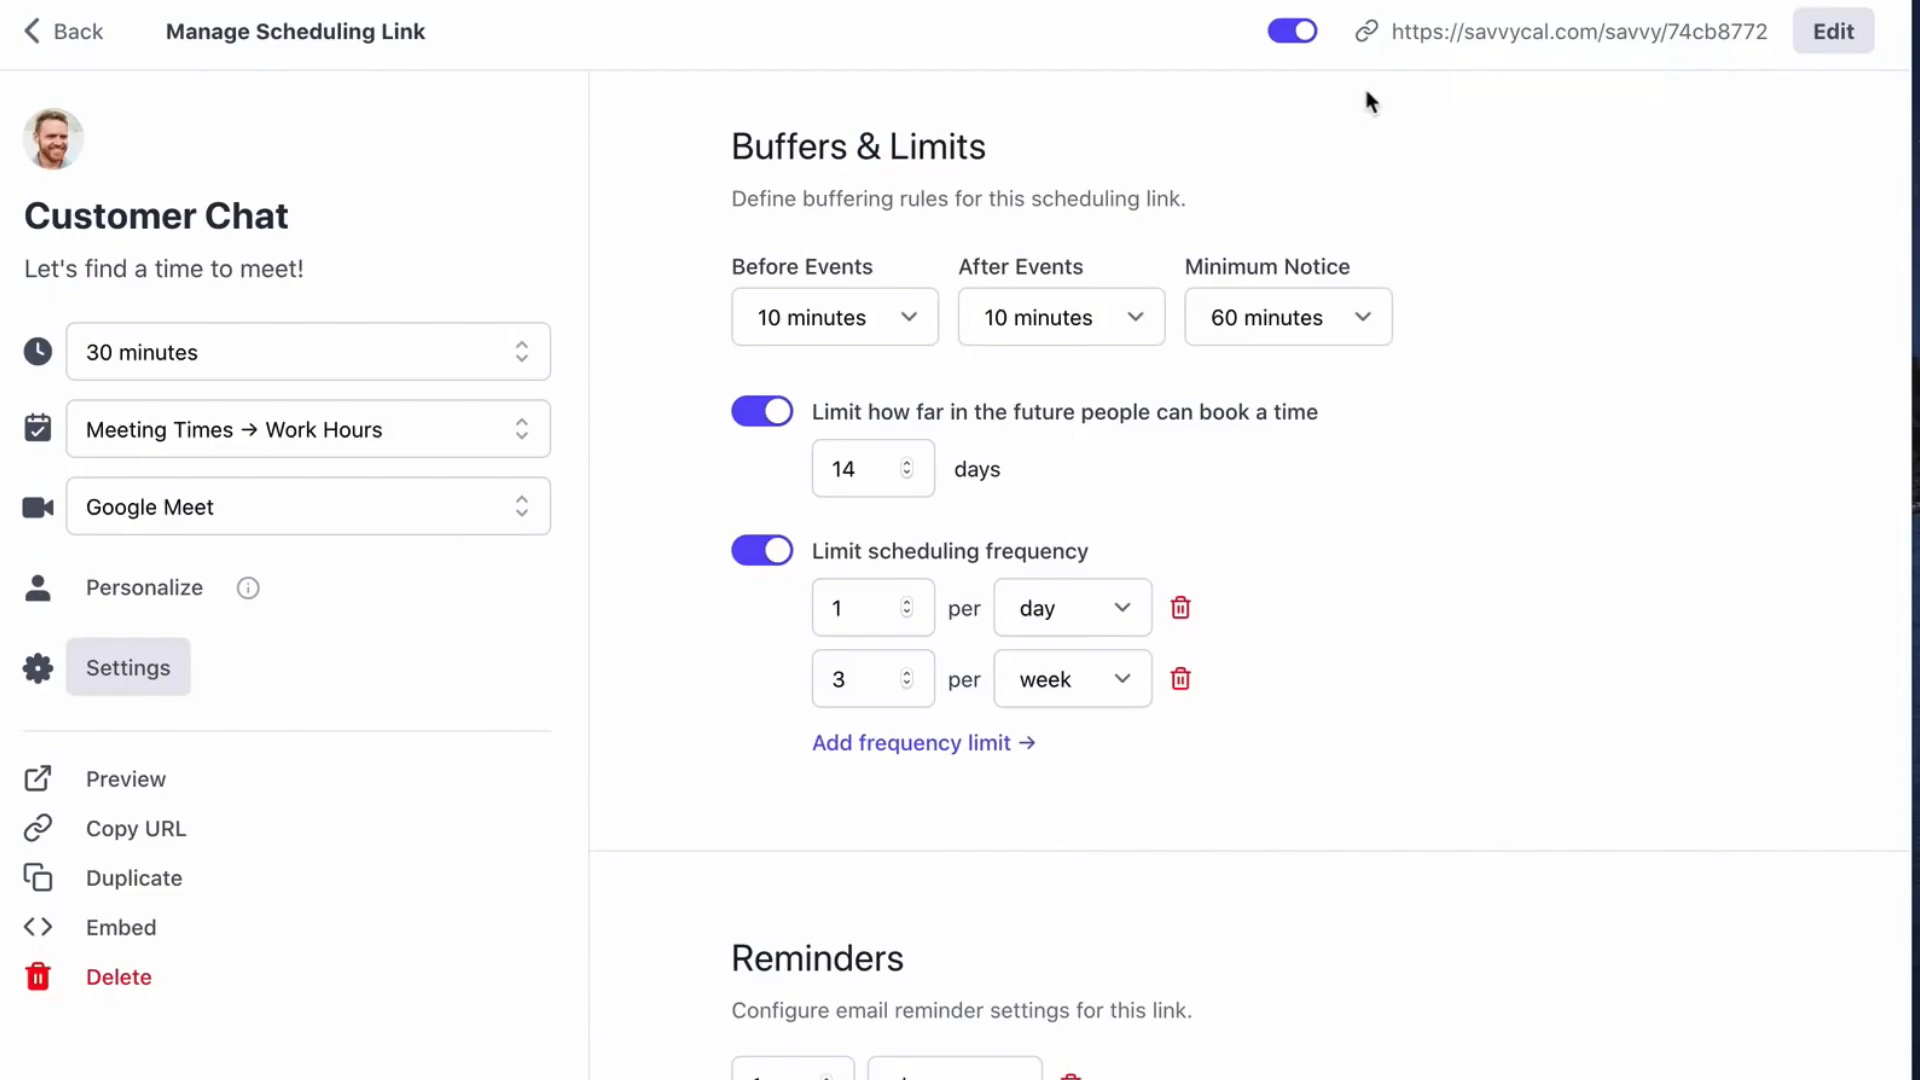 Back
Manage Scheduling Link
https://savvycal.com/savvy/74cb8772
Edit
Customer Chat
Let's find a time to meet!
30 minutes
Meeting Times → Work Hours
Google Meet
Personalize
Settings
Preview
Copy URL
Duplicate
Embed
Delete
Buffers & Limits
Define buffering rules for this scheduling link.
Before Events After Events Minimum Notice
10 minutes 10 minutes 60 minutes
Limit how far in the future people can book a time
14 days
Limit scheduling frequency
1 per day
3 per week
Add frequency limit →
Reminders
Configure email reminder settings for this link.